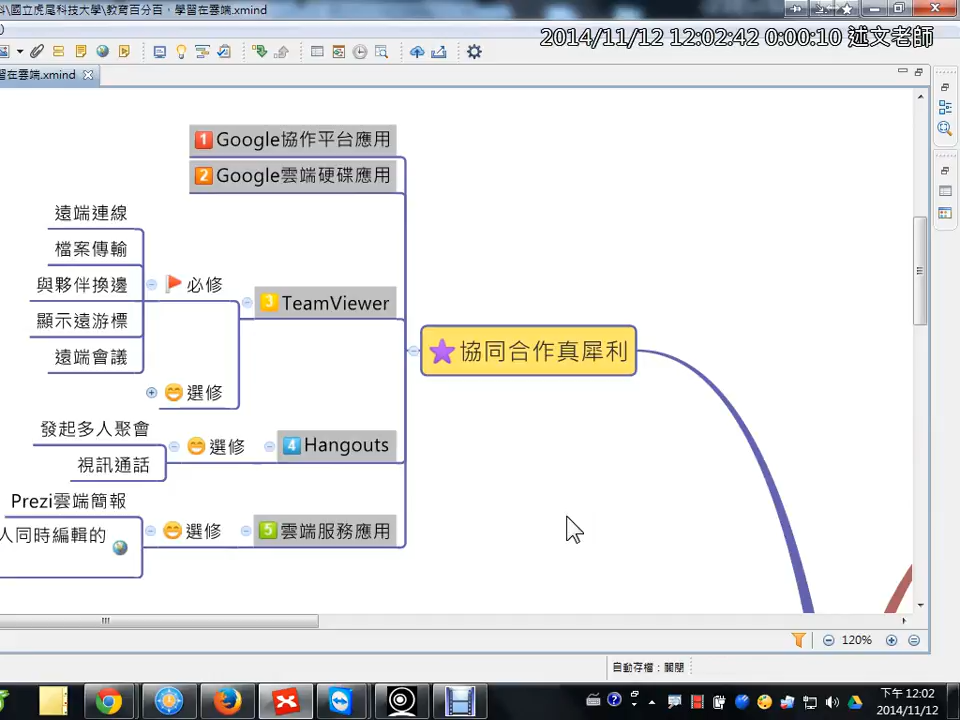 \國立虎尾科技大學\教育百分百，學習在雲端.xmind
2014/11/12 12:02:42 0:00:10 述文老師
習在雲端.xmind
1 Google協作平台應用
2 Google雲端硬碟應用
遠端連線
檔案傳輸
與夥伴換邊
必修
3 TeamViewer
顯示遠游標
遠端會議
協同合作真犀利
選修
發起多人聚會
選修
4 Hangouts
視訊通話
Prezi雲端簡報
人同時編輯的
選修
5 雲端服務應用
120%
自動存檔：關閉
下午 12:02
2014/11/12